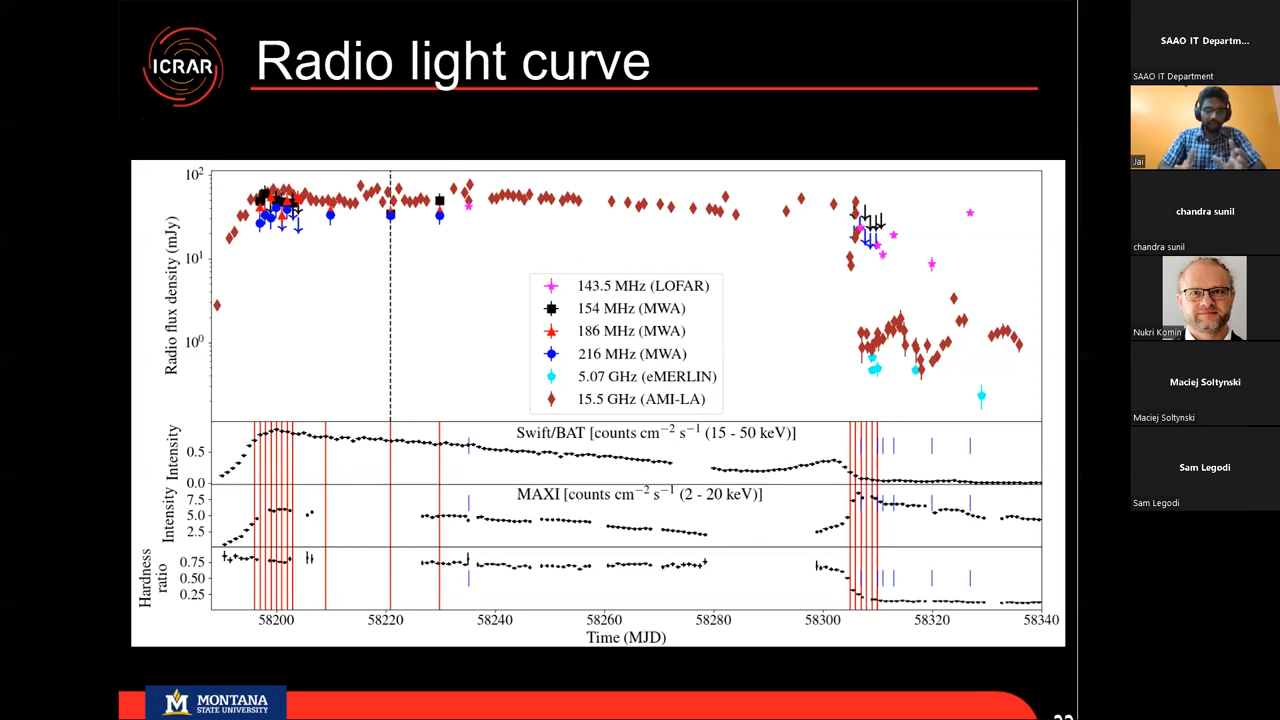 ICRAR
Radio light curve
Radio flux density (mJy)
10²
10¹
10⁰
143.5 MHz (LOFAR)
154 MHz (MWA)
186 MHz (MWA)
216 MHz (MWA)
5.07 GHz (eMERLIN)
15.5 GHz (AMI-LA)
Intensity
0.5
0.0
Swift/BAT [counts cm⁻² s⁻¹ (15 - 50 keV)]
Intensity
7.5
5.0
2.5
MAXI [counts cm⁻² s⁻¹ (2 - 20 keV)]
Hardness
ratio
0.75
0.50
0.25
58200 58220 58240 58260 58280 58300 58320 58340
Time (MJD)
MONTANA
STATE UNIVERSITY
SAAO IT Departm...
SAAO IT Department
Jai
chandra sunil
chandra sunil
Nukri Komin
Maciej Soltynski
Maciej Soltynski
Sam Legodi
Sam Legodi